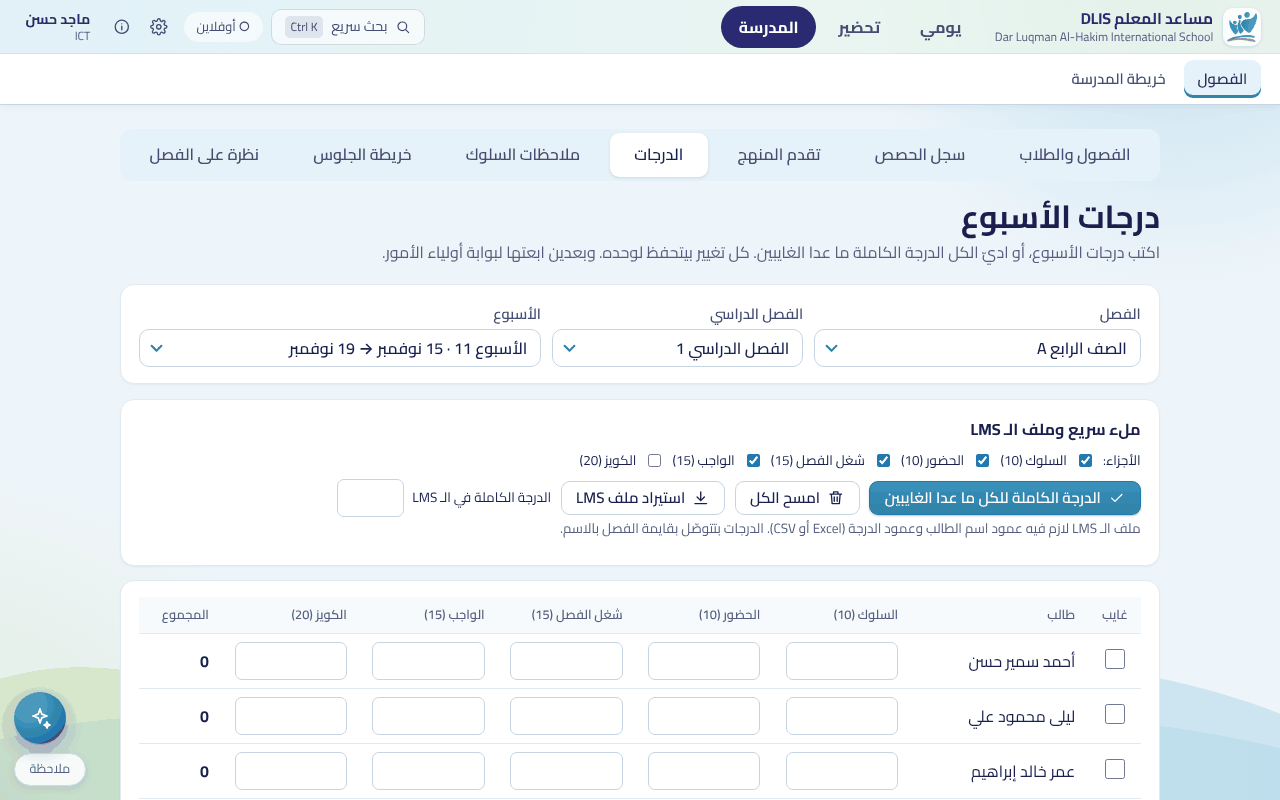 مساعد المعلم DLIS
Dar Luqman Al-Hakim International School
يومي
تحضير
المدرسة
بحث سريع Ctrl K
أوفلاين
ماجد حسن
ICT
الفصول
خريطة المدرسة
الفصول والطلاب
سجل الحصص
تقدم المنهج
الدرجات
ملاحظات السلوك
خريطة الجلوس
نظرة على الفصل
درجات الأسبوع
اكتب درجات الأسبوع، أو اديّ الكل الدرجة الكاملة ما عدا الغايبين. كل تغيير بيتحفظ لوحده. وبعدين ابعتها لبوابة أولياء الأمور.
الفصل
الفصل الدراسي
الأسبوع
الصف الرابع A
الفصل الدراسي 1
الأسبوع 11 · 15 نوفمبر → 19 نوفمبر
ملء سريع وملف الـ LMS
الأجزاء: السلوك (10) الحضور (10) شغل الفصل (15) الواجب (15) الكويز (20)
الدرجة الكاملة للكل ما عدا الغايبين
امسح الكل
استيراد ملف LMS
الدرجة الكاملة في الـ LMS
ملف الـ LMS لازم فيه عمود اسم الطالب وعمود الدرجة (Excel أو CSV). الدرجات بتتوصّل بقايمة الفصل بالاسم.
غايب طالب السلوك (10) الحضور (10) شغل الفصل (15) الواجب (15) الكويز (20) المجموع
أحمد سمير حسن 0
ليلى محمود علي 0
عمر خالد إبراهيم 0
ملاحظة